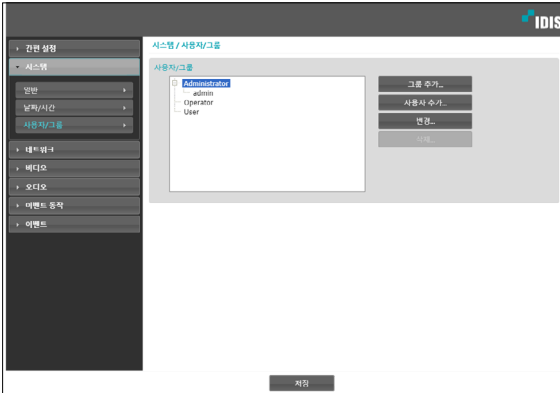 IDIS
간편 설정
시스템
일반
날짜/시간
사용자/그룹
네트워크
비디오
오디오
이벤트 동작
이벤트
시스템 / 사용자/그룹
사용자/그룹
Administrator
admin
Operator
User
그룹 추가...
사용자 추가...
변경...
삭제...
저장